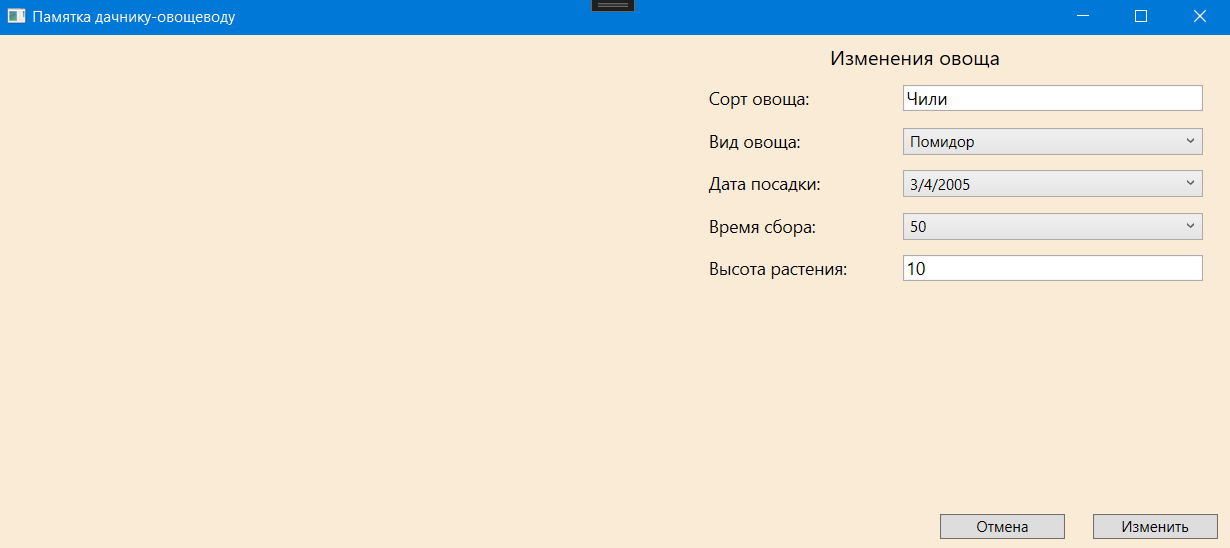 Памятка дачнику-овощеводу
Изменения овоща
Сорт овоща: Чили
Вид овоща: Помидор
Дата посадки: 3/4/2005
Время сбора: 50
Высота растения: 10
Отмена Изменить